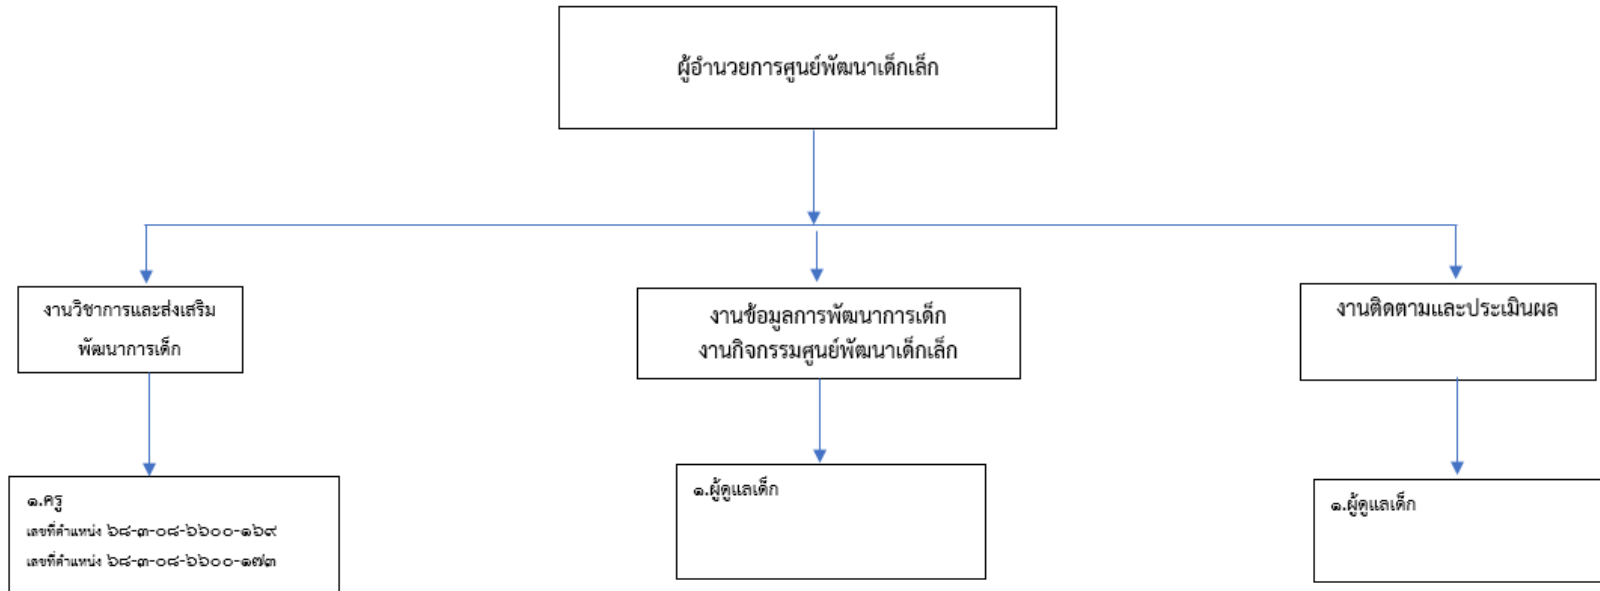 ผู้อำนวยการศูนย์พัฒนาเด็กเล็ก
งานวิชาการและส่งเสริม
พัฒนาการเด็ก
งานข้อมูลการพัฒนาการเด็ก
งานกิจกรรมศูนย์พัฒนาเด็กเล็ก
งานติดตามและประเมินผล
๑.ครู
เลขที่ตำแหน่ง ๖๘-๓-๐๘-๖๖๐๐-๑๖๙
เลขที่ตำแหน่ง ๖๘-๓-๐๘-๖๖๐๐-๑๗๓
๑.ผู้ดูแลเด็ก
๑.ผู้ดูแลเด็ก